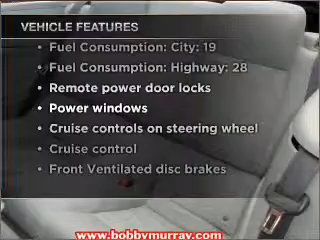 VEHICLE FEATURES
• Fuel Consumption: City: 19
• Fuel Consumption: Highway: 28
• Remote power door locks
• Power windows
• Cruise controls on steering wheel
• Cruise control
• Front Ventilated disc brakes
www.bobbymurray.com